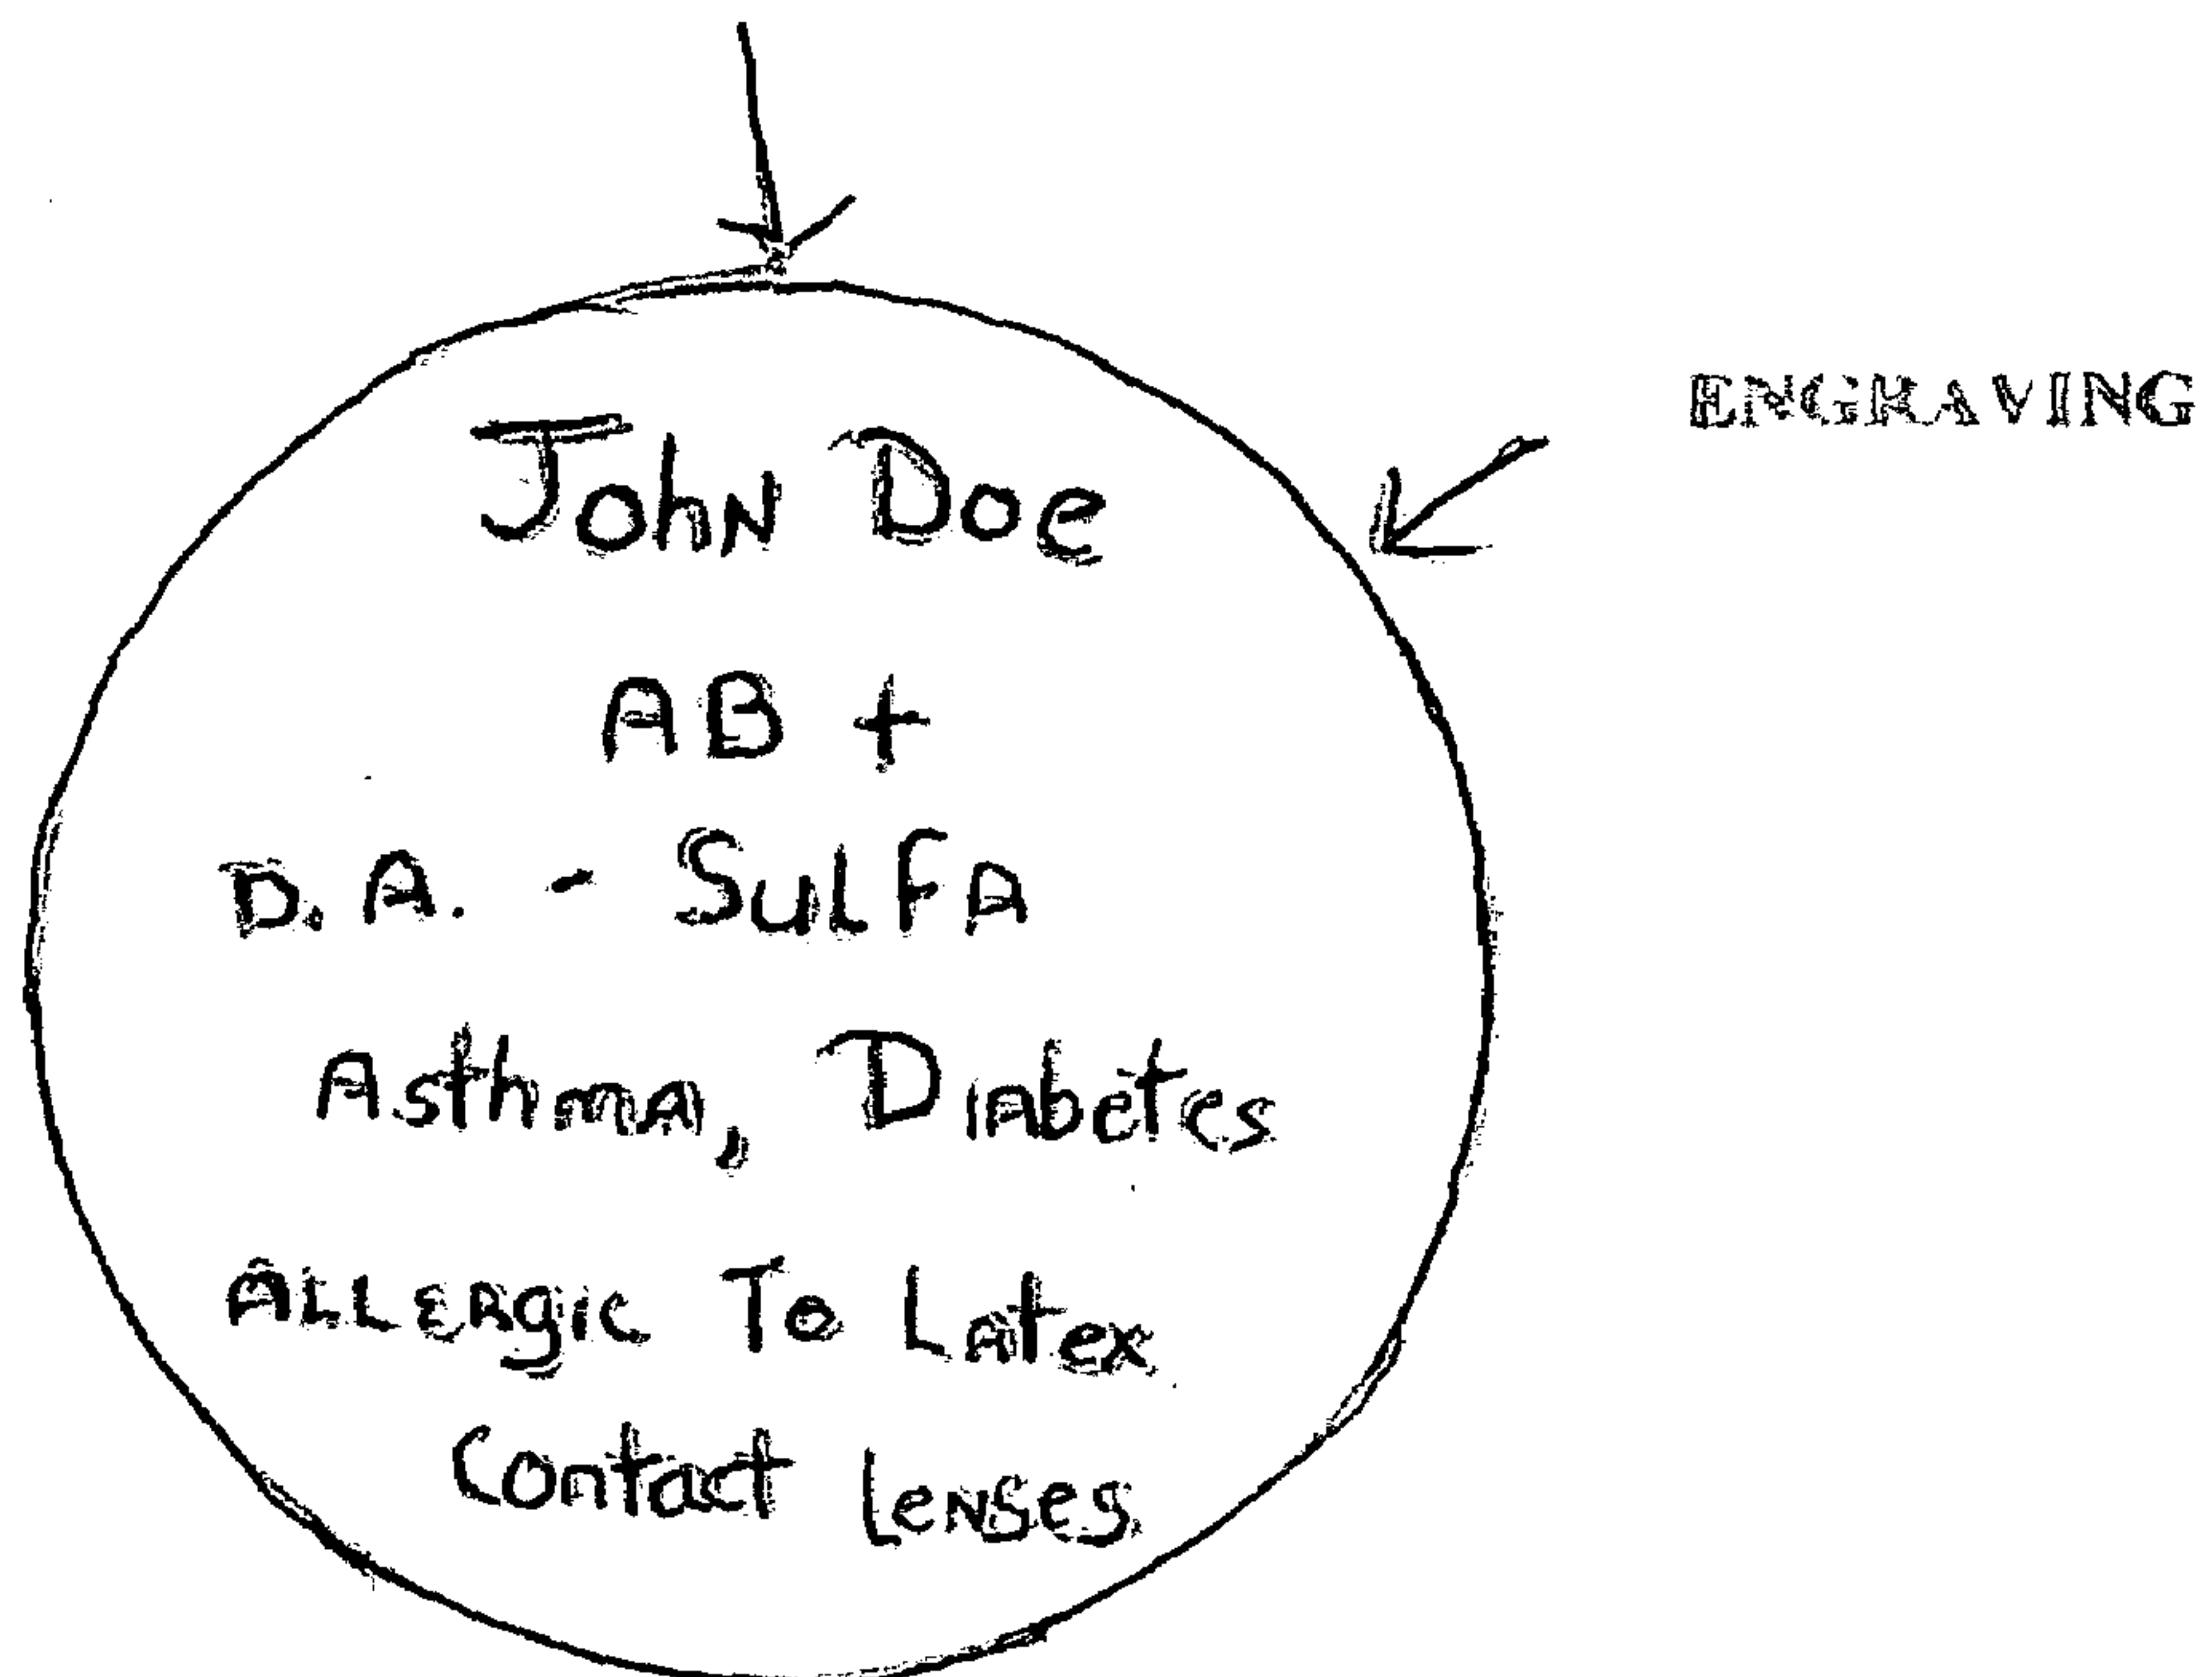 ENGRAVING
John Doe
AB +
D.A. - Sulfa
Asthma, Diabetes
Allergic To Latex
Contact Lenses